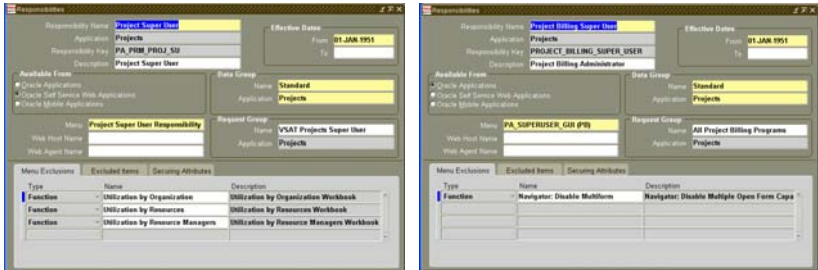 Responsibilities
Responsibility Name Project Super User
Application Projects
Responsibility Key PA_PRM_PROJ_SU
Description Project Super User
Effective Dates
From 01-JAN-1951
To
Available From
Oracle Applications
Oracle Self Service Web Applications
Oracle Mobile Applications
Data Group
Name Standard
Application Projects
Menu Project Super User Responsibility
Web Host Name
Web Agent Name
Request Group
Name VSAT Projects Super User
Application Projects
Menu Exclusions Excluded Items Securing Attributes
Type Name Description
Function Utilization by Organization Utilization by Organization Workbook
Function Utilization by Resources Utilization by Resources Workbook
Function Utilization by Resource Managers Utilization by Resource Managers Workbook
Responsibilities
Responsibility Name Project Billing Super User
Application Projects
Responsibility Key PROJECT_BILLING_SUPER_USER
Description Project Billing Administrator
Effective Dates
From 01-JAN-1951
To
Available From
Oracle Applications
Oracle Self Service Web Applications
Oracle Mobile Applications
Data Group
Name Standard
Application Projects
Menu PA_SUPERUSER_GUI (PB)
Web Host Name
Web Agent Name
Request Group
Name All Project Billing Programs
Application Projects
Menu Exclusions Excluded Items Securing Attributes
Type Name Description
Function Navigator: Disable Multiform Navigator: Disable Multiple Open Form Capa